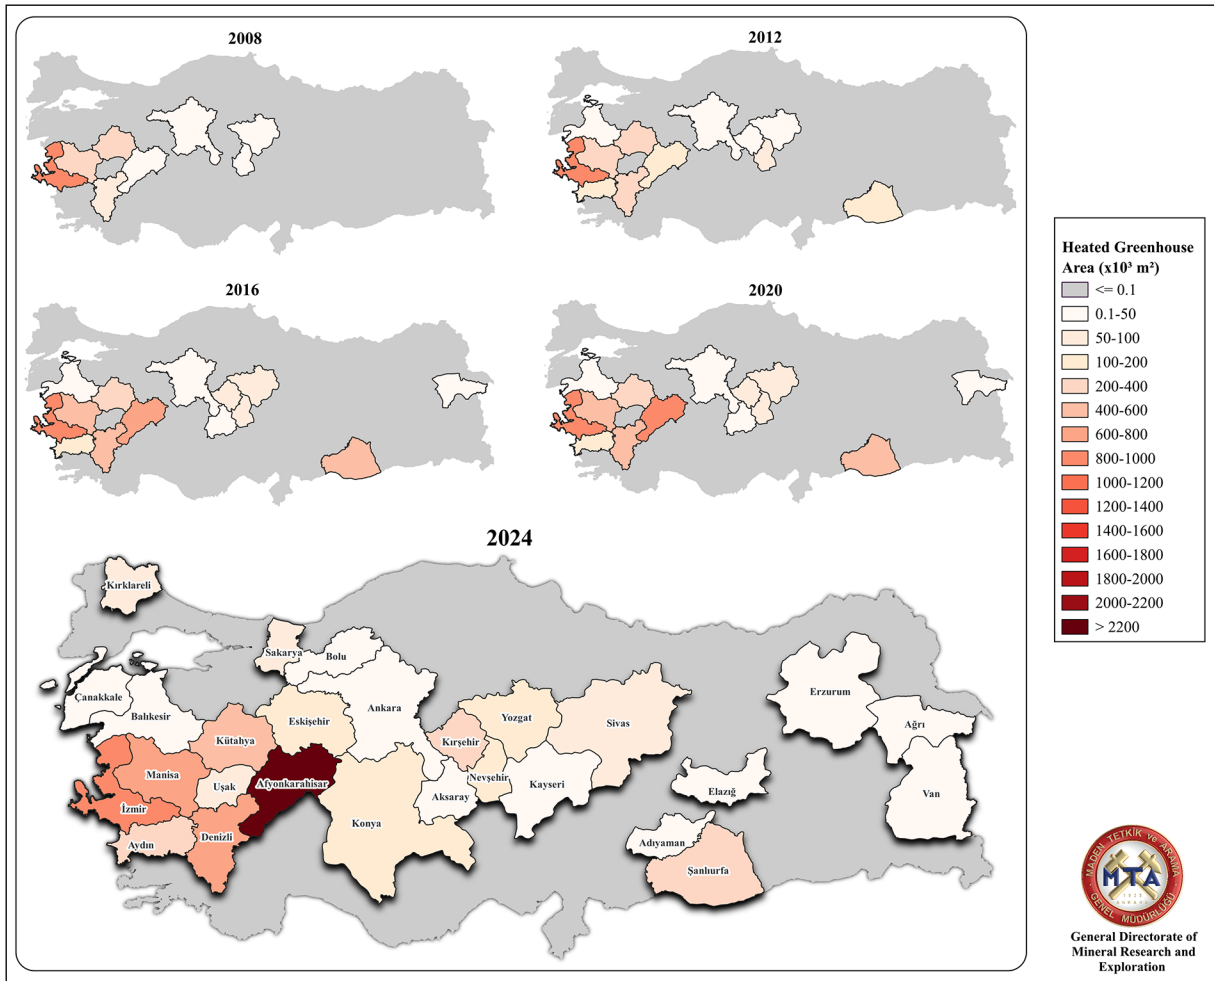 2008
2012
2016
2020
2024
Kırklareli
Sakarya
Bolu
Çanakkale
Balıkesir
Ankara
Erzurum
Eskişehir
Yozgat
Sivas
Ağrı
Kütahya
Kırşehir
Manisa
Uşak
Afyonkarahisar
Nevşehir
Kayseri
Elazığ
Van
Aksaray
İzmir
Konya
Denizli
Aydın
Adıyaman
Şanlıurfa
Heated Greenhouse
Area (x10³ m²)
<= 0.1
0.1-50
50-100
100-200
200-400
400-600
600-800
800-1000
1000-1200
1200-1400
1400-1600
1600-1800
1800-2000
2000-2200
> 2200
MADEN TETKİK ve ARAMA
MTA
1935
ANKARA
GENEL MÜDÜRLÜĞÜ
General Directorate of
Mineral Research and
Exploration